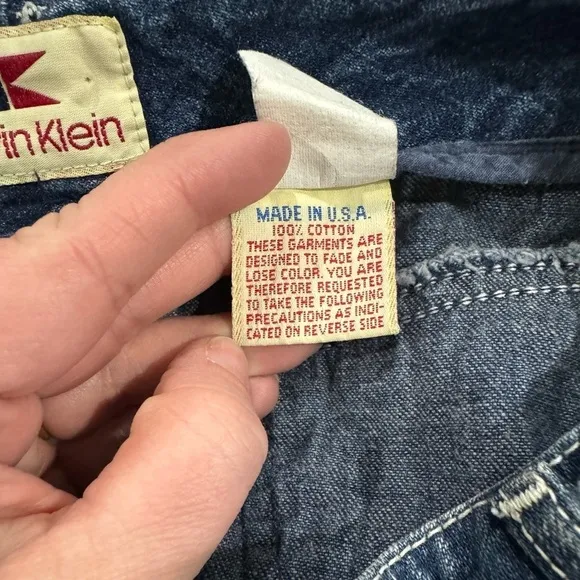 in Klein
MADE IN U.S.A.
100% COTTON
THESE GARMENTS ARE
DESIGNED TO FADE AND
LOSE COLOR. YOU ARE
THEREFORE REQUESTED
TO TAKE THE FOLLOWING
PRECAUTIONS AS INDI-
CATED ON REVERSE SIDE